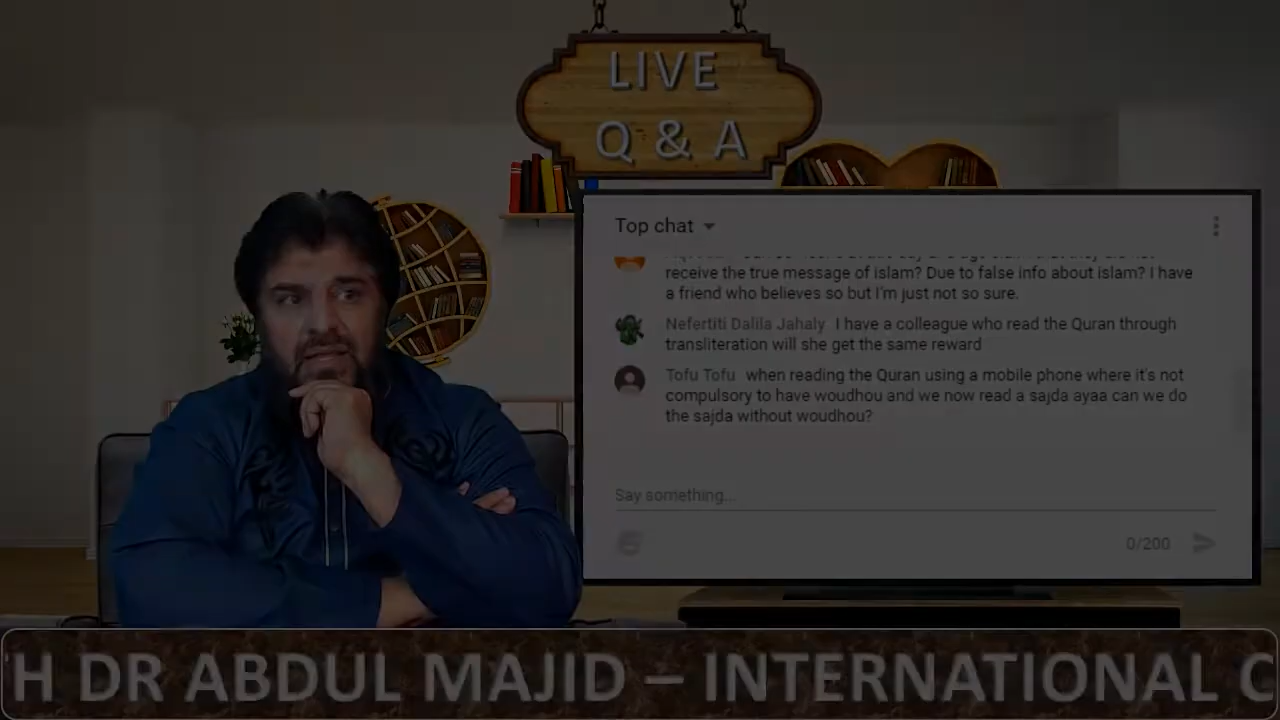 LIVE
Q & A
Top chat
receive the true message of islam? Due to false info about islam? I have
a friend who believes so but I'm just not so sure.
Nefertiti Dalila Jahaly I have a colleague who read the Quran through
transliteration will she get the same reward
Tofu Tofu when reading the Quran using a mobile phone where it's not
compulsory to have woudhou and we now read a sajda ayaa can we do
the sajda without woudhou?
Say something...
0/200
H DR ABDUL MAJID – INTERNATIONAL C